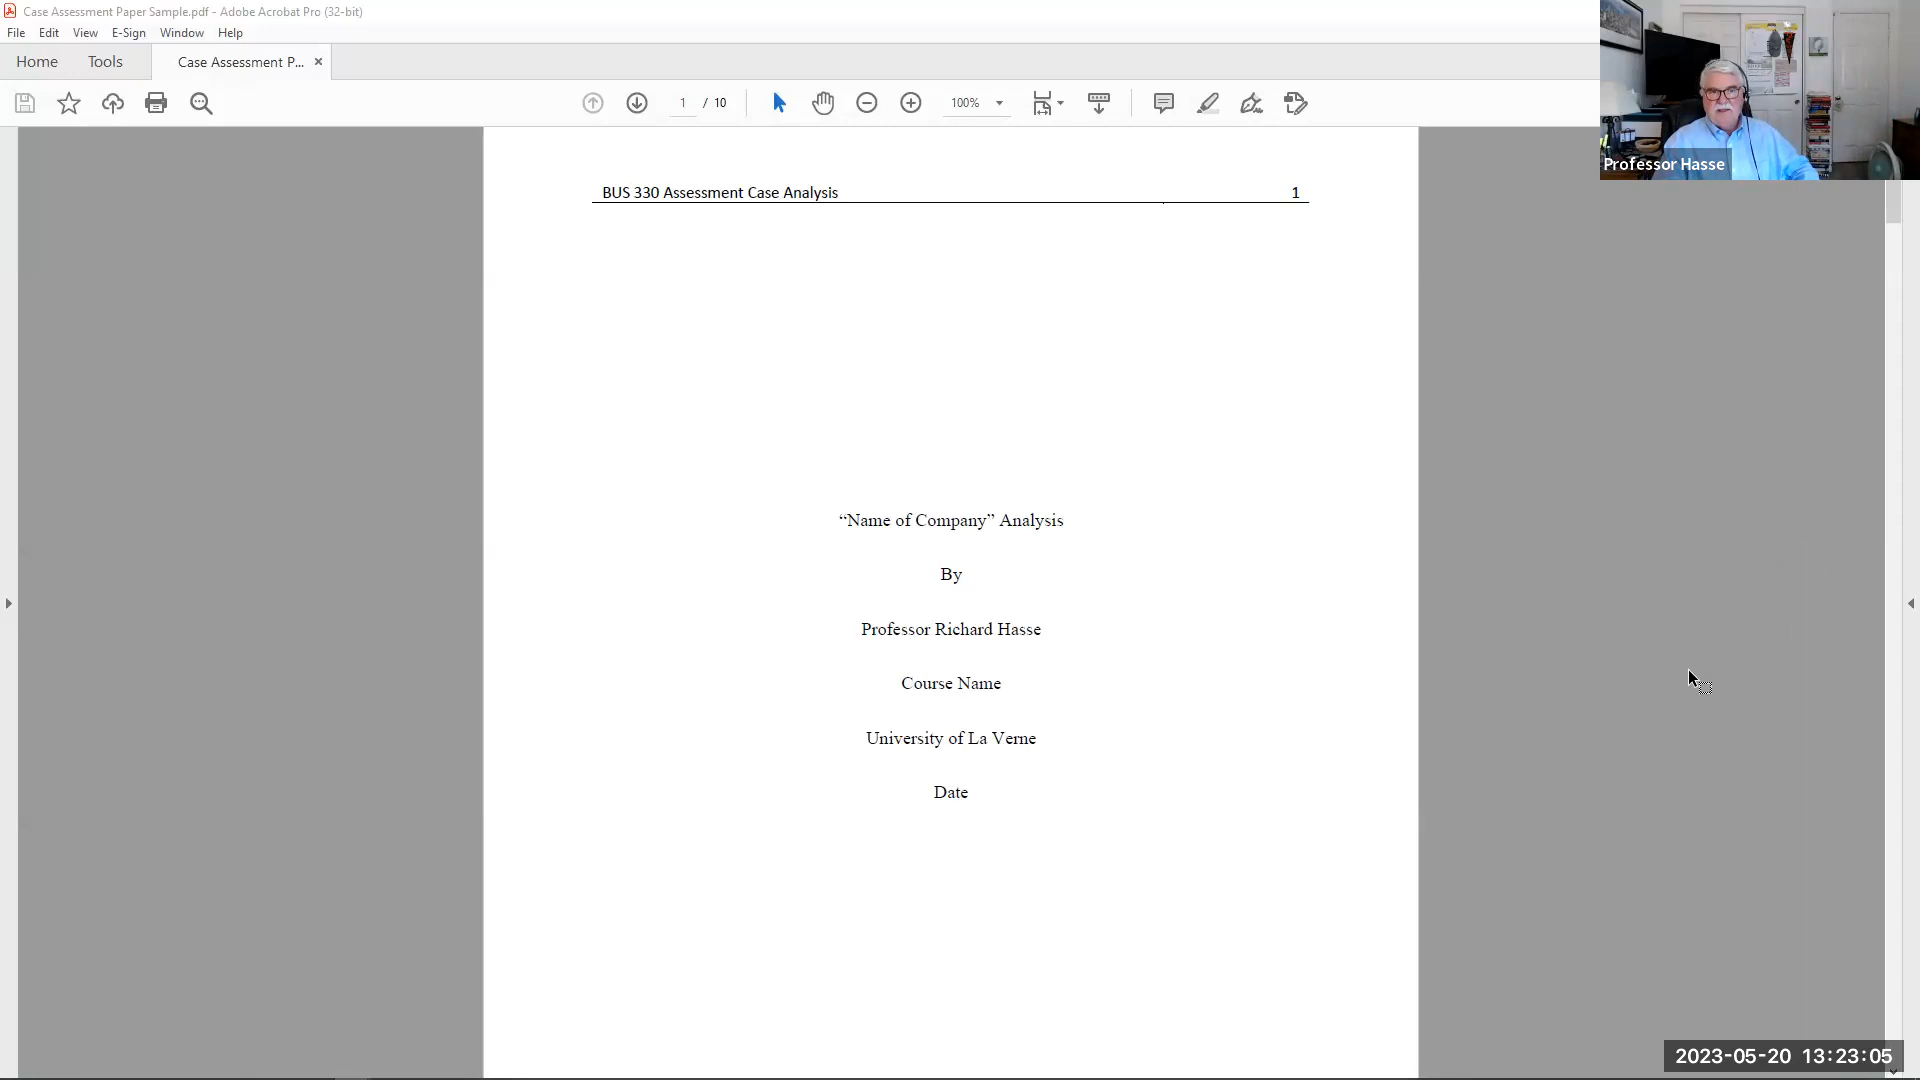 Case Assessment Paper Sample.pdf - Adobe Acrobat Pro (32-bit)
File Edit View E-Sign Window Help
Home Tools Case Assessment P...
1 / 10 100%
Professor Hasse
BUS 330 Assessment Case Analysis 1
“Name of Company” Analysis
By
Professor Richard Hasse
Course Name
University of La Verne
Date
2023-05-20 13:23:05